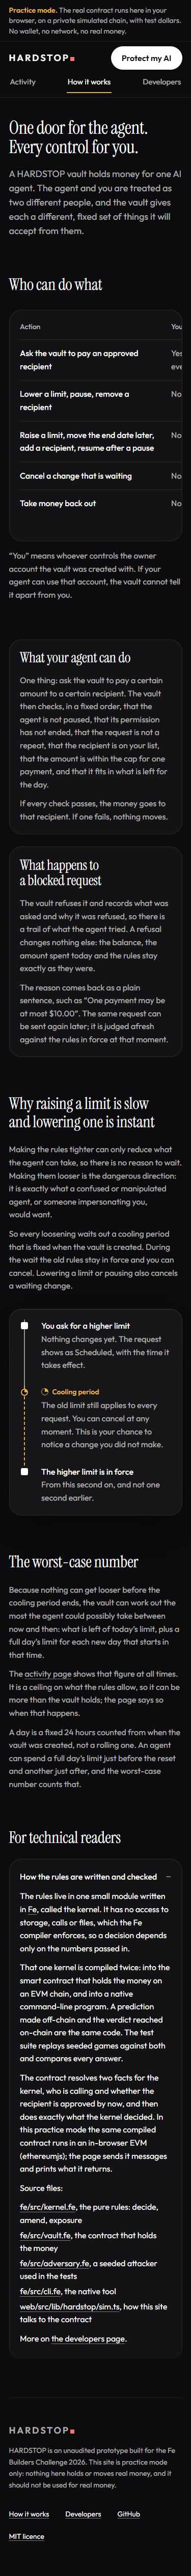 Practice mode. The real contract runs here in your
browser, on a private simulated chain, with test dollars.
No wallet, no network, no real money.
HARDSTOP
Protect my AI
Activity
How it works
Developers
One door for the agent.
Every control for you.
A HARDSTOP vault holds money for one AI
agent. The agent and you are treated as
two different people, and the vault gives
each a different, fixed set of things it will
accept from them.
Who can do what
Action You
Ask the vault to pay an approved
recipient
Yes
eve
Lower a limit, pause, remove a
recipient
No
Raise a limit, move the end date later,
add a recipient, resume after a pause
No
Cancel a change that is waiting No
Take money back out No
“You” means whoever controls the owner
account the vault was created with. If your
agent can use that account, the vault cannot tell
it apart from you.
What your agent can do
One thing: ask the vault to pay a certain
amount to a certain recipient. The vault
then checks, in a fixed order, that the
agent is not paused, that its permission
has not ended, that the request is not a
repeat, that the recipient is on your list,
that the amount is within the cap for one
payment, and that it fits in what is left for
the day.
If every check passes, the money goes to
that recipient. If one fails, nothing moves.
What happens to
a blocked request
The vault refuses it and records what was
asked and why it was refused, so there is
a trail of what the agent tried. A refusal
changes nothing else: the balance, the
amount spent today and the rules stay
exactly as they were.
The reason comes back as a plain
sentence, such as “One payment may be
at most $10.00”. The same request can
be sent again later; it is judged afresh
against the rules in force at that moment.
Why raising a limit is slow
and lowering one is instant
Making the rules tighter can only reduce what
the agent can take, so there is no reason to wait.
Making them looser is the dangerous direction:
it is exactly what a confused or manipulated
agent, or someone impersonating you,
would want.
So every loosening waits out a cooling period
that is fixed when the vault is created. During
the wait the old rules stay in force and you can
cancel. Lowering a limit or pausing also cancels
a waiting change.
You ask for a higher limit
Nothing changes yet. The request
shows as Scheduled, with the time it
takes effect.
Cooling period
The old limit still applies to every
request. You can cancel at any
moment. This is your chance to
notice a change you did not make.
The higher limit is in force
From this second on, and not one
second earlier.
The worst-case number
Because nothing can get looser before the
cooling period ends, the vault can work out the
most the agent could possibly take between
now and then: what is left of today’s limit, plus a
full day’s limit for each new day that starts in
that time.
The activity page shows that figure at all times.
It is a ceiling on what the rules allow, so it can be
more than the vault holds; the page says so
when that happens.
A day is a fixed 24 hours counted from when the
vault was created, not a rolling one. An agent
can spend a full day’s limit just before the reset
and another just after, and the worst-case
number counts that.
For technical readers
How the rules are written and checked
The rules live in one small module written
in Fe, called the kernel. It has no access to
storage, calls or files, which the Fe
compiler enforces, so a decision depends
only on the numbers passed in.
That one kernel is compiled twice: into the
smart contract that holds the money on
an EVM chain, and into a native
command-line program. A prediction
made off-chain and the verdict reached
on-chain are the same code. The test
suite replays seeded games against both
and compares every answer.
The contract resolves two facts for the
kernel, who is calling and whether the
recipient is approved by now, and then
does exactly what the kernel decided. In
this practice mode the same compiled
contract runs in an in-browser EVM
(ethereumjs); the page sends it messages
and prints what it returns.
Source files:
fe/src/kernel.fe, the pure rules: decide,
amend, exposure
fe/src/vault.fe, the contract that holds
the money
fe/src/adversary.fe, a seeded attacker
used in the tests
fe/src/cli.fe, the native tool
web/src/lib/hardstop/sim.ts, how this site
talks to the contract
More on the developers page.
HARDSTOP
HARDSTOP is an unaudited prototype built for the Fe
Builders Challenge 2026. This site is practice mode
only: nothing here holds or moves real money, and it
should not be used for real money.
How it works
Developers
GitHub
MIT licence